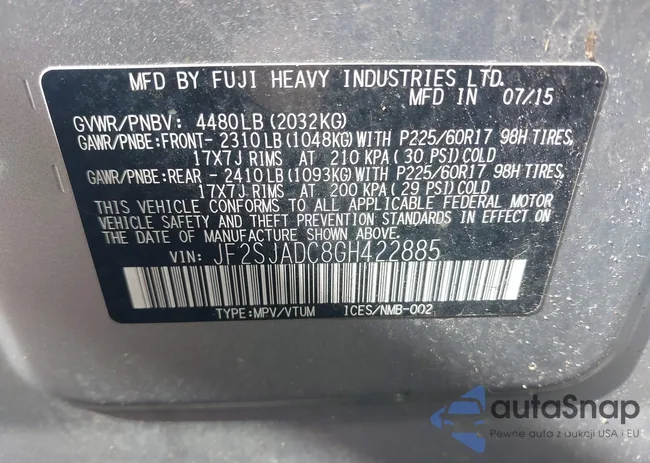 MFD BY FUJI HEAVY INDUSTRIES LTD.
MFD IN 07/15
GVWR/PNBV: 4480LB (2032KG)
GAWR/PNBE:FRONT- 2310LB (1048KG) WITH P225/60R17 98H TIRES,
17X7J RIMS AT 210 KPA (30 PSI) COLD
GAWR/PNBE:REAR - 2410LB (1093KG) WITH P225/60R17 98H TIRES,
17X7J RIMS AT 200 KPA (29 PSI) COLD
THIS VEHICLE CONFORMS TO ALL APPLICABLE FEDERAL MOTOR
VEHICLE SAFETY AND THEFT PREVENTION STANDARDS IN EFFECT ON
THE DATE OF MANUFACTURE SHOWN ABOVE.
VIN: JF2SJADC8GH422885
TYPE:MPV/VTUM ICES/NMB-002
autaSnap
Pewne auta z aukcji USA i EU